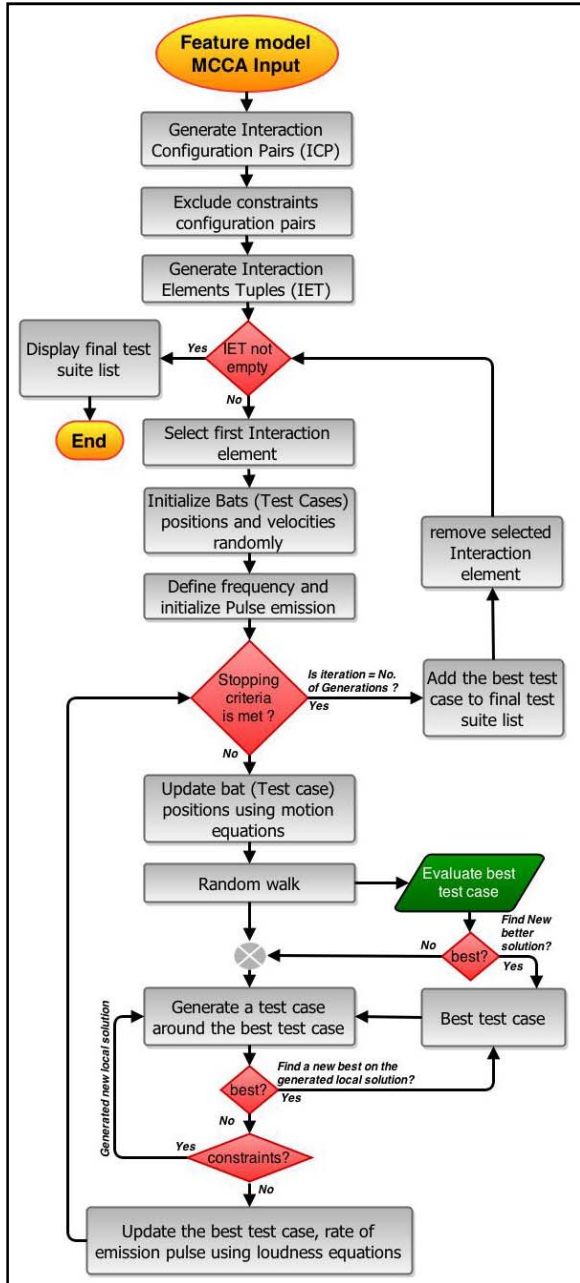 Feature model
MCCA Input
Generate Interaction
Configuration Pairs (ICP)
Exclude constraints
configuration pairs
Generate Interaction
Elements Tuples (IET)
Display final test
suite list
Yes
IET not
empty
No
End
Select first Interaction
element
Initialize Bats (Test Cases)
positions and velocities
randomly
remove selected
Interaction
element
Define frequency and
initialize Pulse emission
Stopping
criteria
is met ?
Is iteration = No.
of Generations ?
Yes
Add the best test
case to final test
suite list
No
Update bat (Test case)
positions using motion
equations
Random walk
Evaluate best
test case
Find New
better
solution?
No
best?
Yes
Generate a test case
around the best test case
Best test case
Generated new local solution
best?
Find a new best on the
generated local solution?
Yes
No
Yes
constraints?
No
Update the best test case, rate of
emission pulse using loudness equations